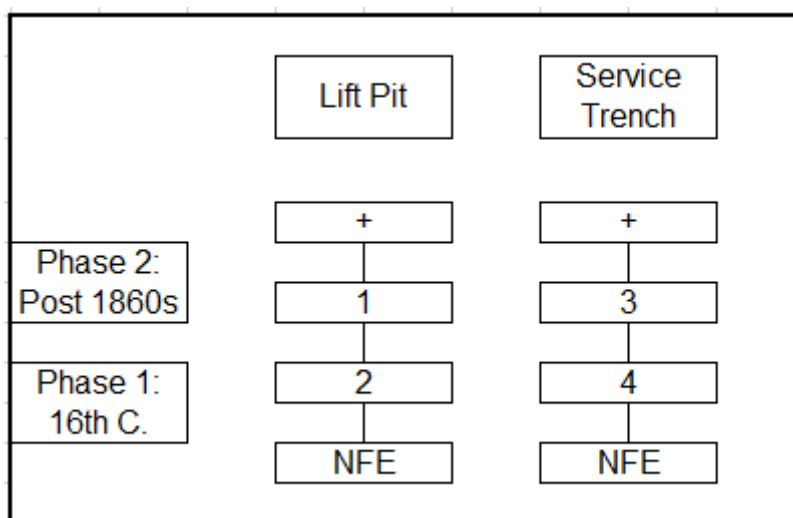 Lift Pit
Service
Trench
+
+
Phase 2:
Post 1860s
1
3
Phase 1:
16th C.
2
4
NFE
NFE